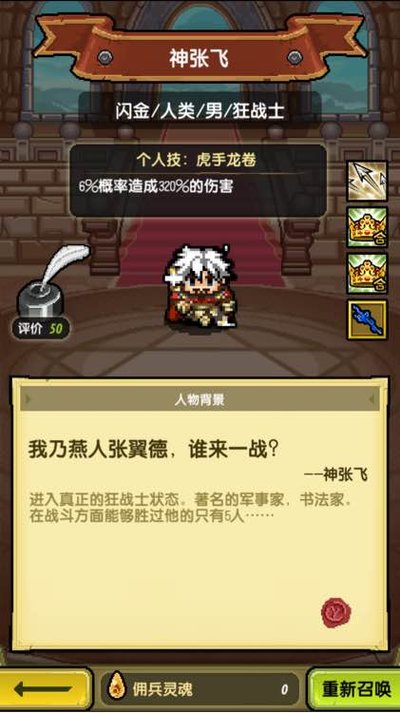 神张飞
闪金/人类/男/狂战士
个人技：虎手龙卷
6%概率造成320%的伤害
合
合
评价 50
人物背景
我乃燕人张翼德，谁来一战？
--神张飞
进入真正的狂战士状态。著名的军事家，书法家。
在战斗方面能够胜过他的只有5人……
佣兵灵魂 0
重新召唤